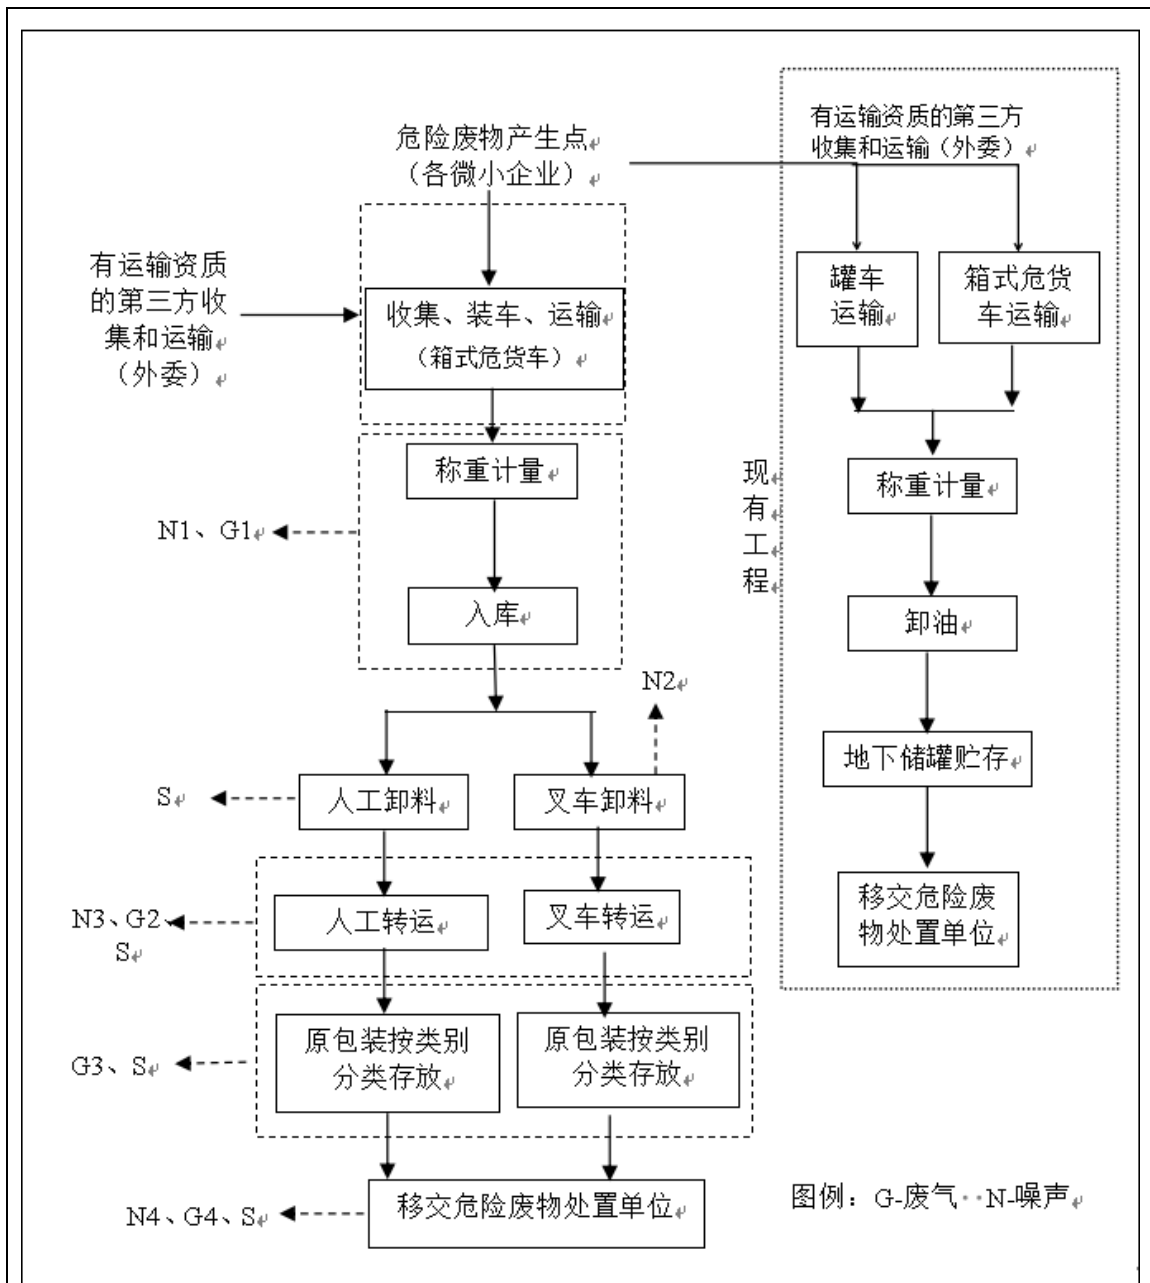 有运输资质的第三方
收集和运输（外委）
危险废物产生点
（各微小企业）
有运输资质
的第三方收
集和运输
（外委）
收集、装车、运输
（箱式危货车）
罐车
运输
箱式危货
车运输
称重计量
称重计量
现
有
工
程
N1、G1
入库
卸油
N2
地下储罐贮存
S
人工卸料
叉车卸料
移交危险废
物处置单位
N3、G2
S
人工转运
叉车转运
G3、S
原包装按类别
分类存放
原包装按类别
分类存放
N4、G4、S
移交危险废物处置单位
图例：G-废气··N-噪声